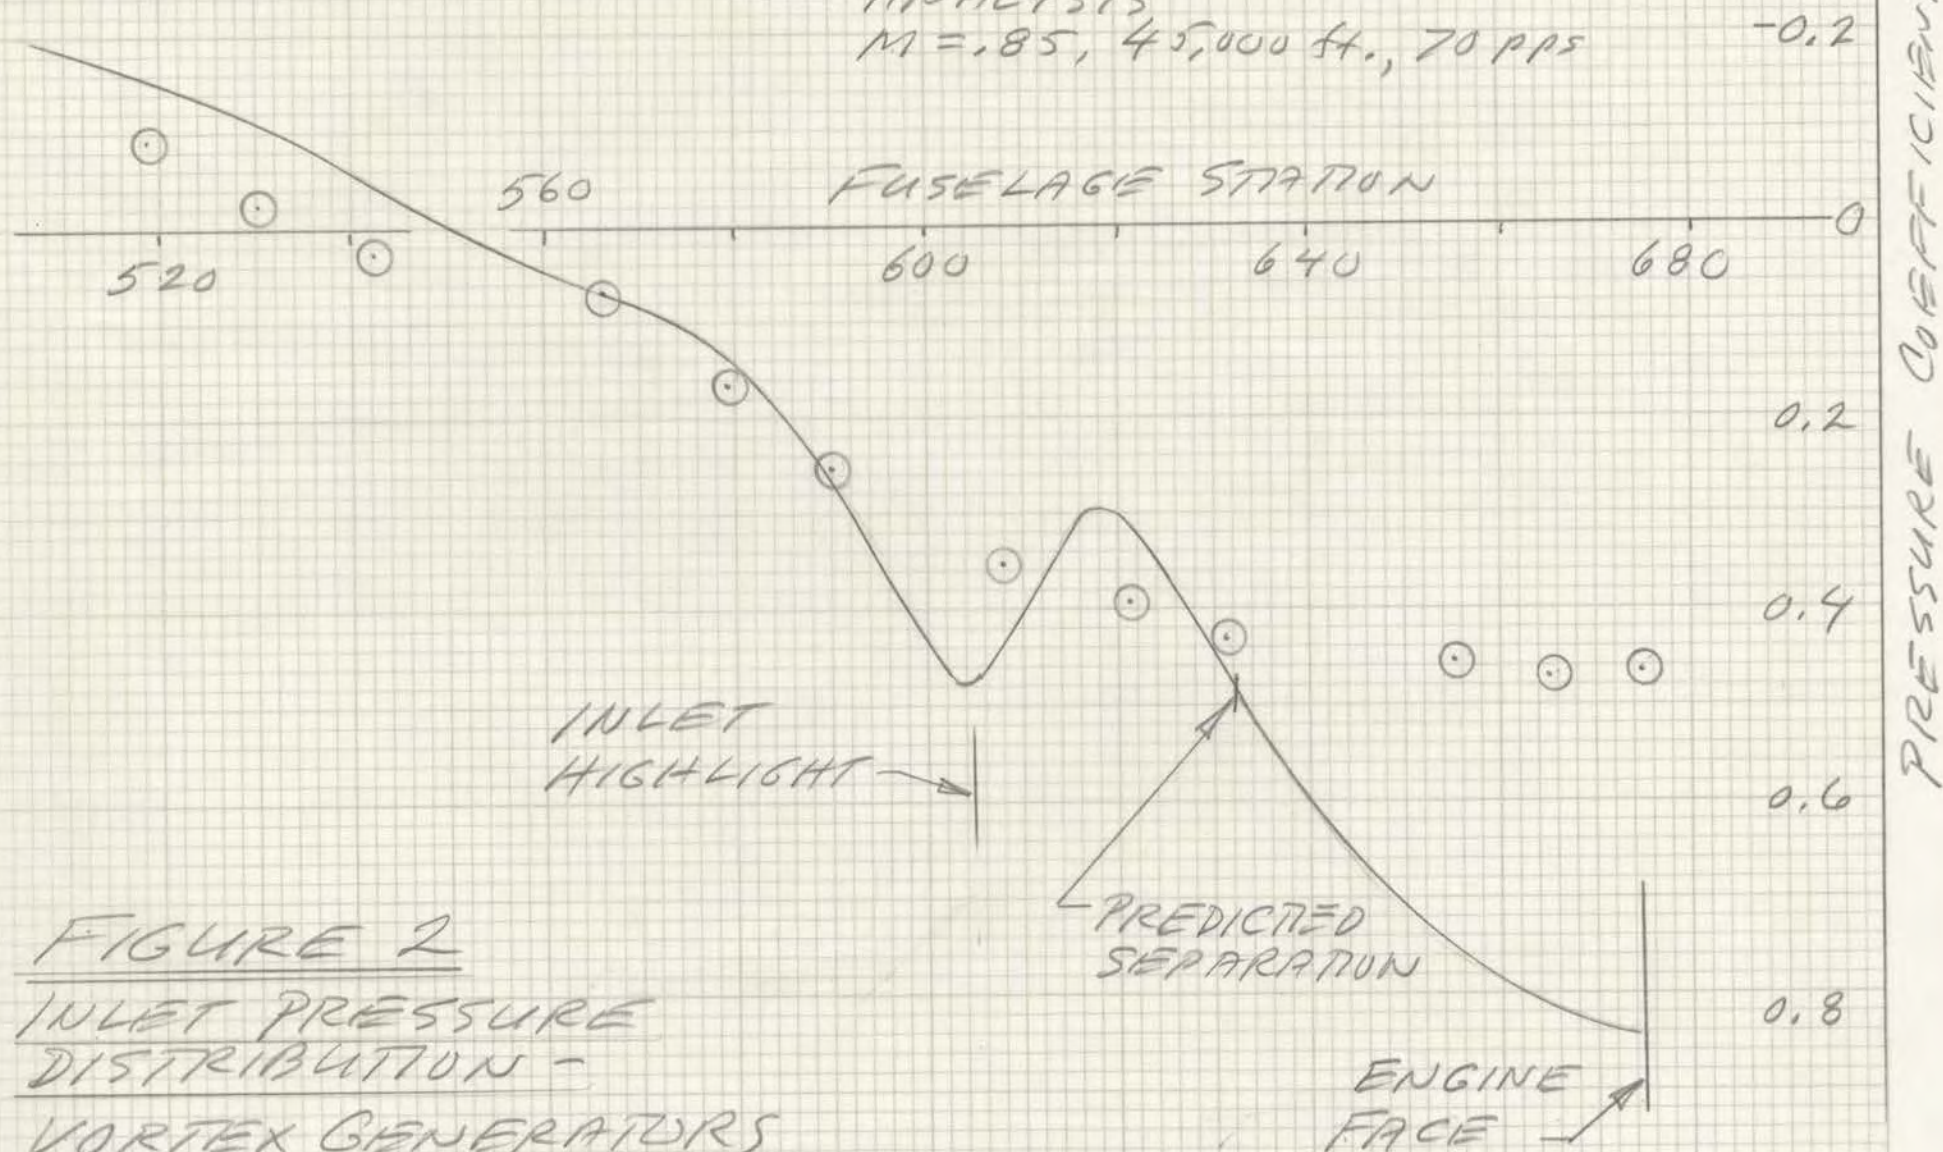 ANALYSIS
M = .85, 45,000 ft., 70 pps
-0.2
560
FUSELAGE STATION
0
520
600
640
680
0.2
0.4
0.6
0.8
PRESSURE COEFFICIENT
INLET
HIGHLIGHT
PREDICTED
SEPARATION
ENGINE
FACE
FIGURE 2
INLET PRESSURE
DISTRIBUTION -
VORTEX GENERATORS